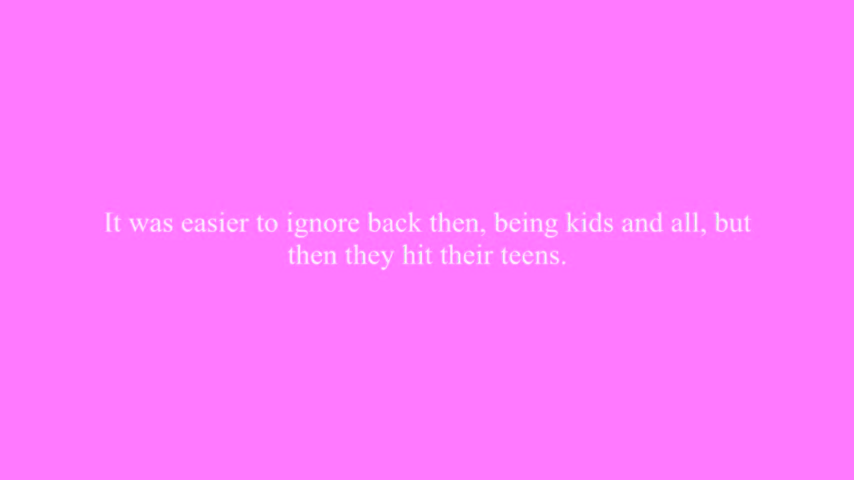 It was easier to ignore back then, being kids and all, but
then they hit their teens.